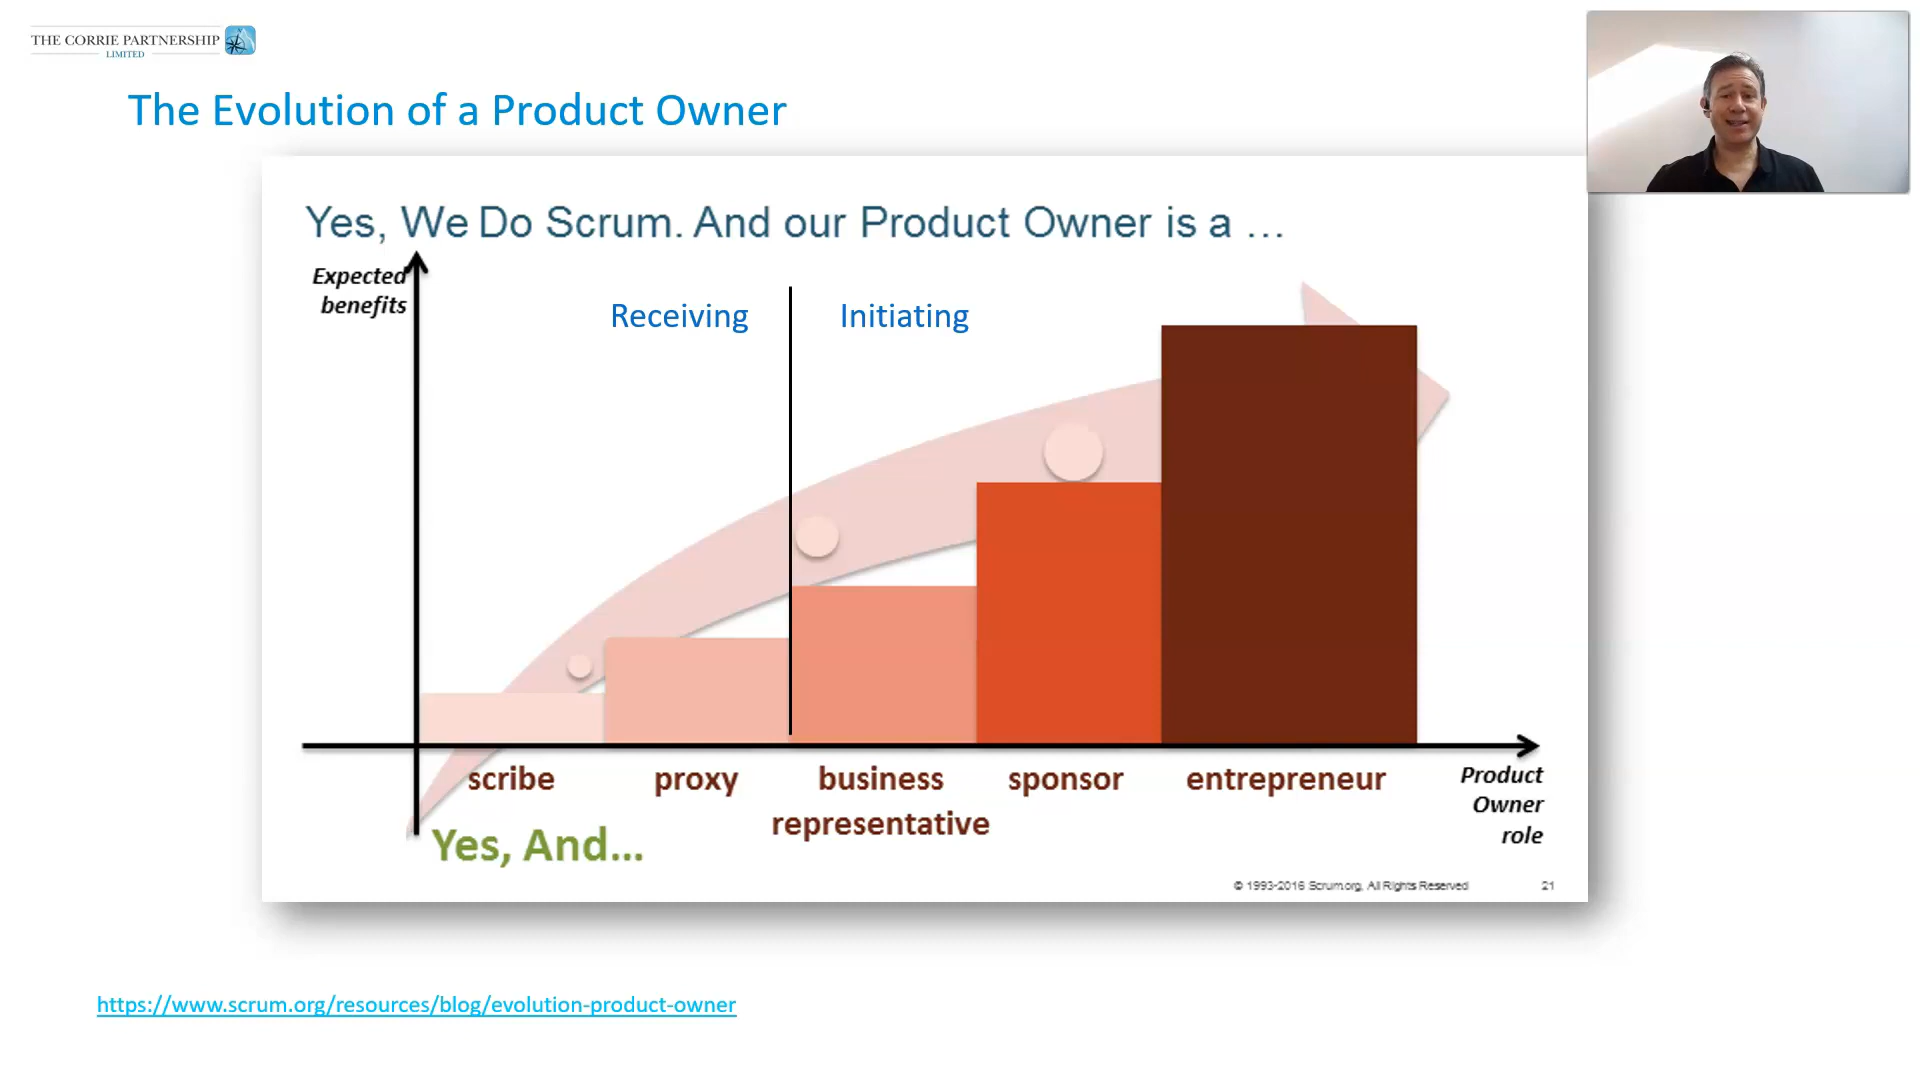 THE CORRIE PARTNERSHIP
LIMITED
The Evolution of a Product Owner
Yes, We Do Scrum. And our Product Owner is a ...
Expected
benefits
Receiving
Initiating
scribe
proxy
business
representative
sponsor
entrepreneur
Product
Owner
role
Yes, And...
© 1993-2016 Scrum.org, All Rights Reserved
21
https://www.scrum.org/resources/blog/evolution-product-owner